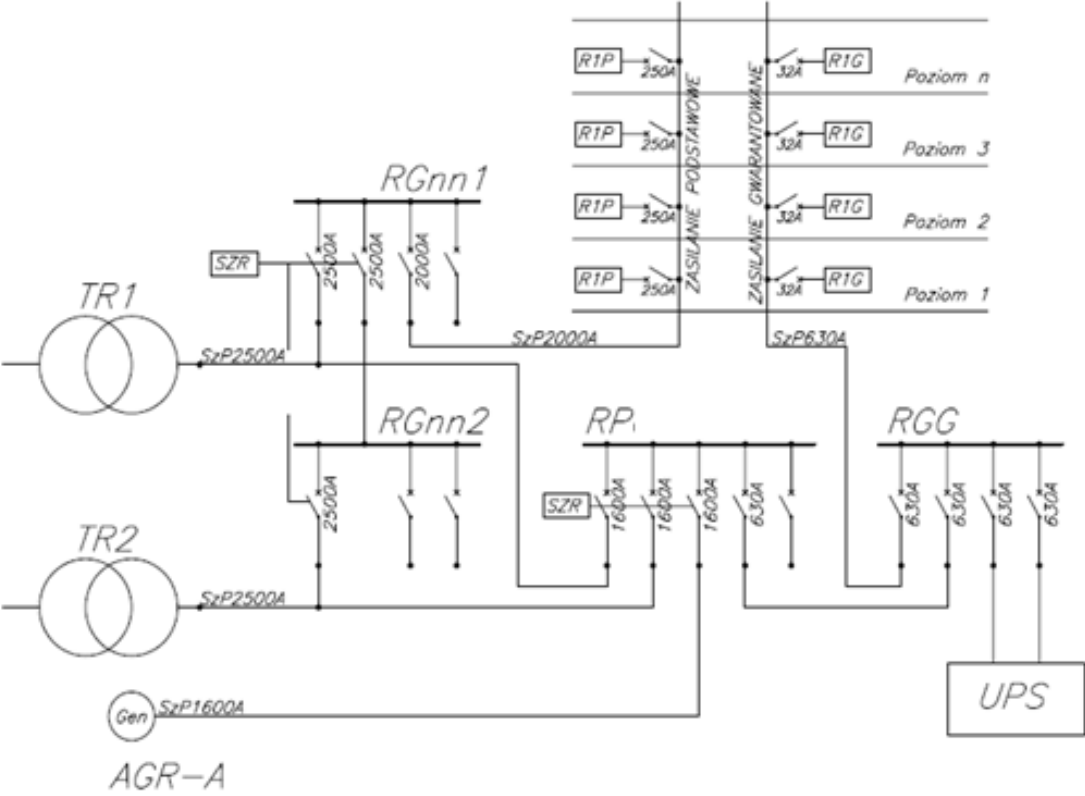 R1P
250A
32A
R1G
Poziom n
R1P
250A
32A
R1G
Poziom 3
R1P
250A
32A
R1G
Poziom 2
R1P
250A
32A
R1G
Poziom 1
ZASILANIE PODSTAWOWE
ZASILANIE GWARANTOWANE
RGnn1
SZR
2500A
2500A
2000A
TR1
SzP2500A
SzP2000A
SzP630A
RGnn2
2500A
RP
SZR
1600A
1600A
1600A
630A
RGG
630A
630A
630A
630A
TR2
SzP2500A
UPS
Gen
SzP1600A
AGR-A